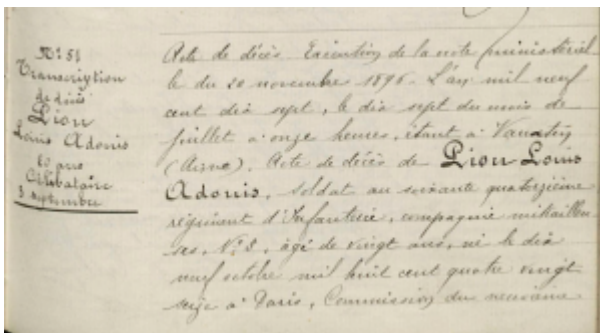 N° 51
Transcription
de décès
Lion
Louis Adonis
20 ans
Célibataire
3 septembre
Acte de décès. Exécution de la note ministériel-
le du 20 novembre 1896. L'an mil neuf
cent dix sept, le dix sept du mois de
juillet à onze heures, étant à
(Aisne). Acte de décès de Lion Louis
Adonis, soldat au soixante quatorzième
régiment d'Infanterie, compagnie mitrailleu-
ses, N° 3, âgé de vingt ans, né le dix
neuf octobre mil huit cent quatre vingt
seize à Paris, Commission du neuvième